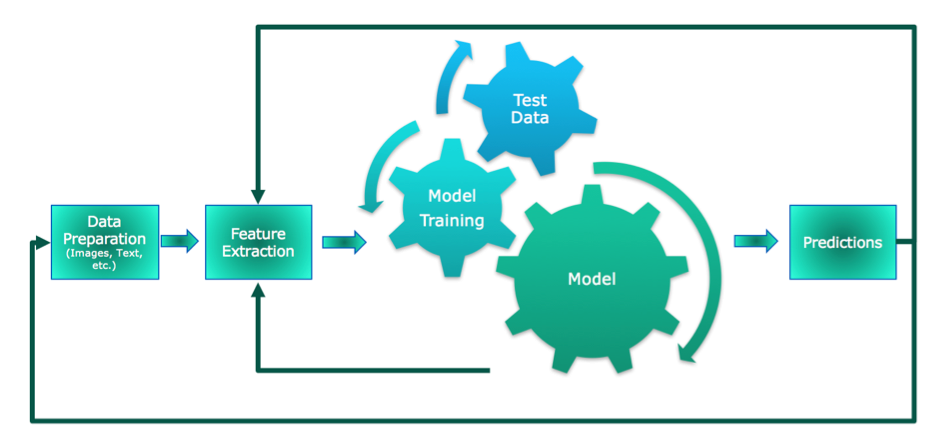 Test
Data
Model
Training
Data
Preparation
(Images, Text,
etc.)
Feature
Extraction
Model
Predictions